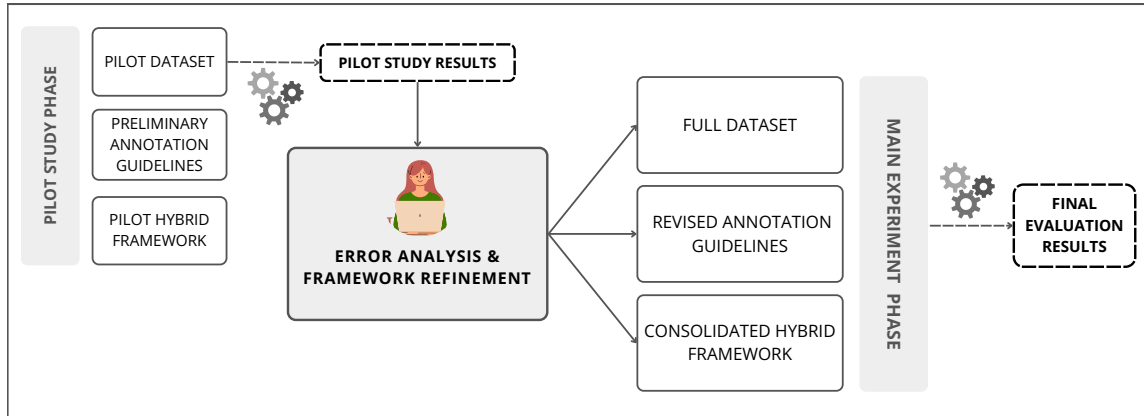 PILOT STUDY PHASE
PILOT DATASET
PRELIMINARY
ANNOTATION
GUIDELINES
PILOT HYBRID
FRAMEWORK
PILOT STUDY RESULTS
ERROR ANALYSIS &
FRAMEWORK REFINEMENT
FULL DATASET
REVISED ANNOTATION
GUIDELINES
CONSOLIDATED HYBRID
FRAMEWORK
MAIN EXPERIMENT PHASE
FINAL
EVALUATION
RESULTS